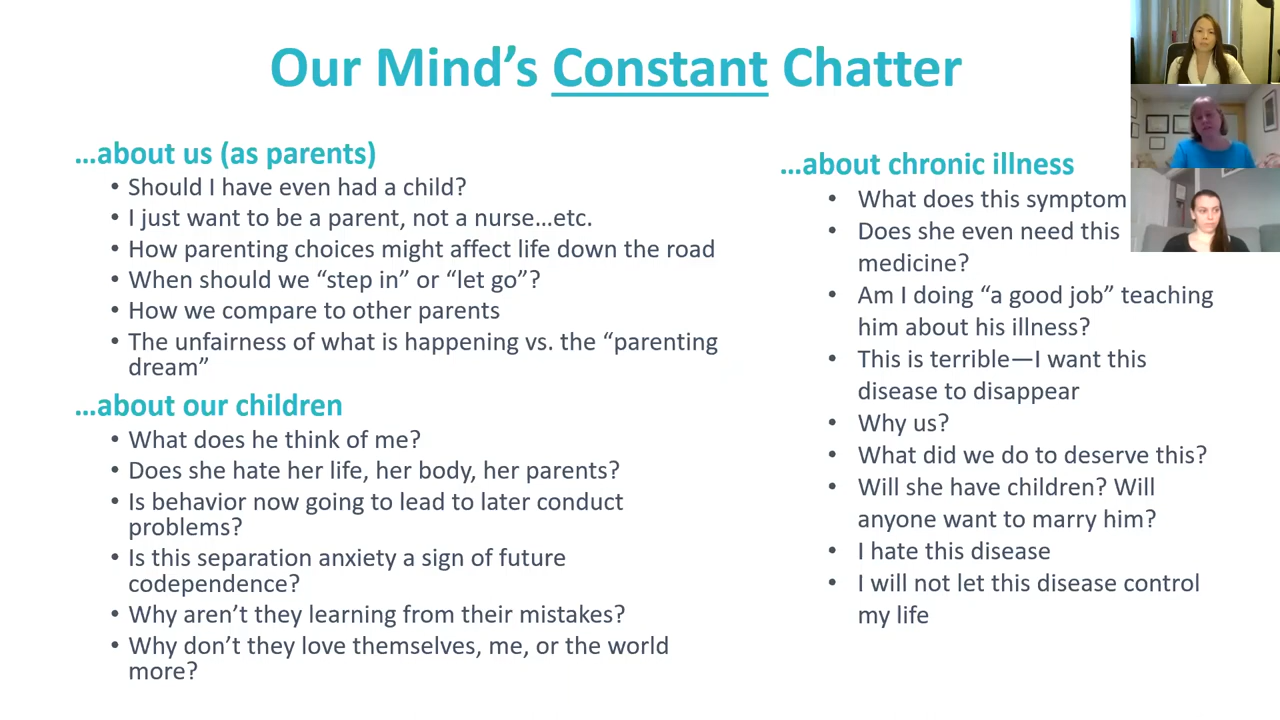 Our Mind’s Constant Chatter
…about us (as parents)
• Should I have even had a child?
• I just want to be a parent, not a nurse…etc.
• How parenting choices might affect life down the road
• When should we “step in” or “let go”?
• How we compare to other parents
• The unfairness of what is happening vs. the “parenting
dream”
…about our children
• What does he think of me?
• Does she hate her life, her body, her parents?
• Is behavior now going to lead to later conduct
problems?
• Is this separation anxiety a sign of future
codependence?
• Why aren’t they learning from their mistakes?
• Why don’t they love themselves, me, or the world
more?
…about chronic illness
• What does this symptom
• Does she even need this
medicine?
• Am I doing “a good job” teaching
him about his illness?
• This is terrible—I want this
disease to disappear
• Why us?
• What did we do to deserve this?
• Will she have children? Will
anyone want to marry him?
• I hate this disease
• I will not let this disease control
my life